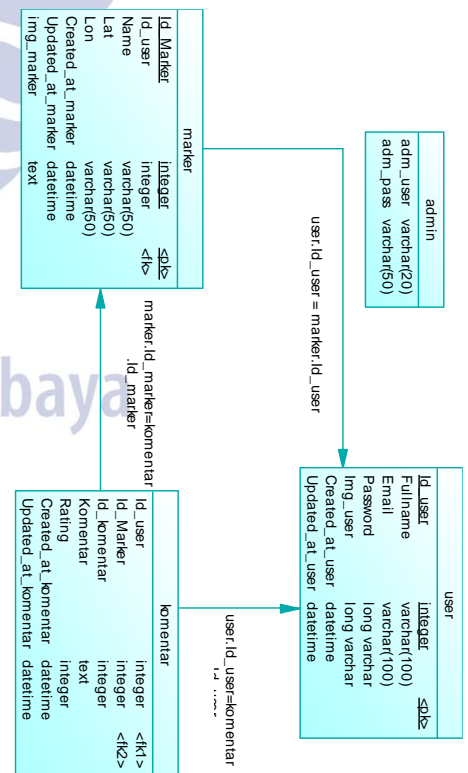 admin
adm_user varchar(20)
adm_pass varchar(50)
user
Id_user integer <pk>
Fullname varchar(100)
Email varchar(100)
Password long varchar
Img_user long varchar
Created_at_user datetime
Updated_at_user datetime
user.Id_user = marker.Id_user
marker
Id_Marker integer <pk>
Id_user integer <fk>
Name varchar(50)
Lat varchar(50)
Lon varchar(50)
Created_at_marker datetime
Updated_at_marker datetime
img_marker text
marker.Id_marker=komentar
.Id_marker
user.Id_user=komentar
komentar
Id_user integer <fk1>
Id_Marker integer <fk2>
Id_komentar integer
Komentar text
Rating integer
Created_at_komentar datetime
Updated_at_komentar datetime
baya